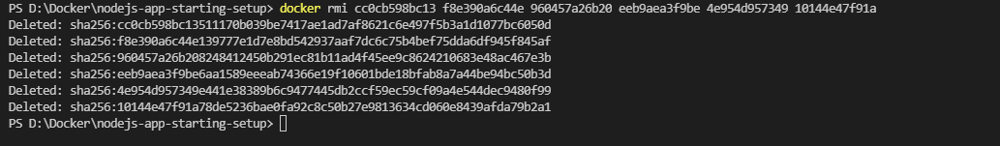 PS D:\Docker\nodejs-app-starting-setup> docker rmi cc0cb598bc13 f8e390a6c44e 960457a26b20 eeb9aea3f9be 4e954d957349 10144e47f91a
Deleted: sha256:cc0cb598bc13511170b039be7417ae1ad7af8621c6e497f5b3a1d1077bc6050d
Deleted: sha256:f8e390a6c44e139777e1d7e8bd542937aaf7dc6c75b4bef75dda6df945f845af
Deleted: sha256:960457a26b208248412450b291ec81b11ad4f45ee9c8624210683e48ac467e3b
Deleted: sha256:eeb9aea3f9be6aa1589eeeab74366e19f10601bde18bfab8a7a44be94bc50b3d
Deleted: sha256:4e954d957349e441e38389b6c9477445db2ccf59ec59cf09a4e544dec9480f99
Deleted: sha256:10144e47f91a78de5236bae0fa92c8c50b27e9813634cd060e8439afda79b2a1
PS D:\Docker\nodejs-app-starting-setup>